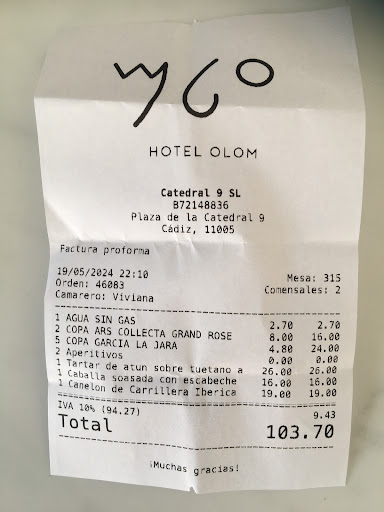 HOTEL OLOM
Catedral 9 SL
B72148836
Plaza de la Catedral 9
Cádiz, 11005
Factura proforma
19/05/2024 22:10
Mesa: 315
Orden: 46083
Comensales: 2
Camarero: Viviana
1 AGUA SIN GAS 2.70 2.70
2 COPA ARS COLLECTA GRAND ROSE 8.00 16.00
5 COPA GARCIA LA JARA 4.80 24.00
2 Aperitivos 0.00 0.00
1 Tartar de atun sobre tuetano a 26.00 26.00
1 Caballa soasada con escabeche 16.00 16.00
1 Canelon de Carrillera Iberica 19.00 19.00
IVA 10% (94.27) 9.43
Total 103.70
¡Muchas gracias!